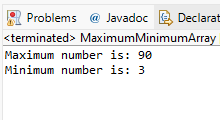 Problems @ Javadoc Declarat
<terminated> MaximumMinimumArray
Maximum number is: 90
Minimum number is: 3